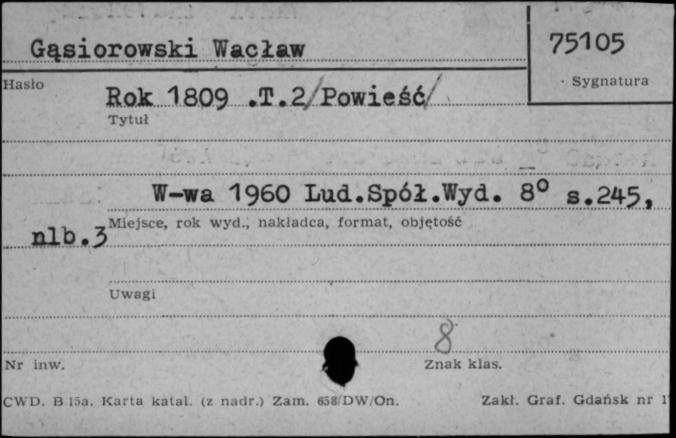 Gąsiorowski Wacław
75105
Hasło
Sygnatura
Rok 1809 .T.2/Powieść/
Tytuł
W-wa 1960 Lud.Spół.Wyd. 8° s.245,
Miejsce, rok wyd., nakładca, format, objętość
nlb.3
Uwagi
8
Nr inw.
Znak klas.
CWD. B 15a. Karta katal. (z nadr.) Zam. 658/DW/On.
Zakł. Graf. Gdańsk nr